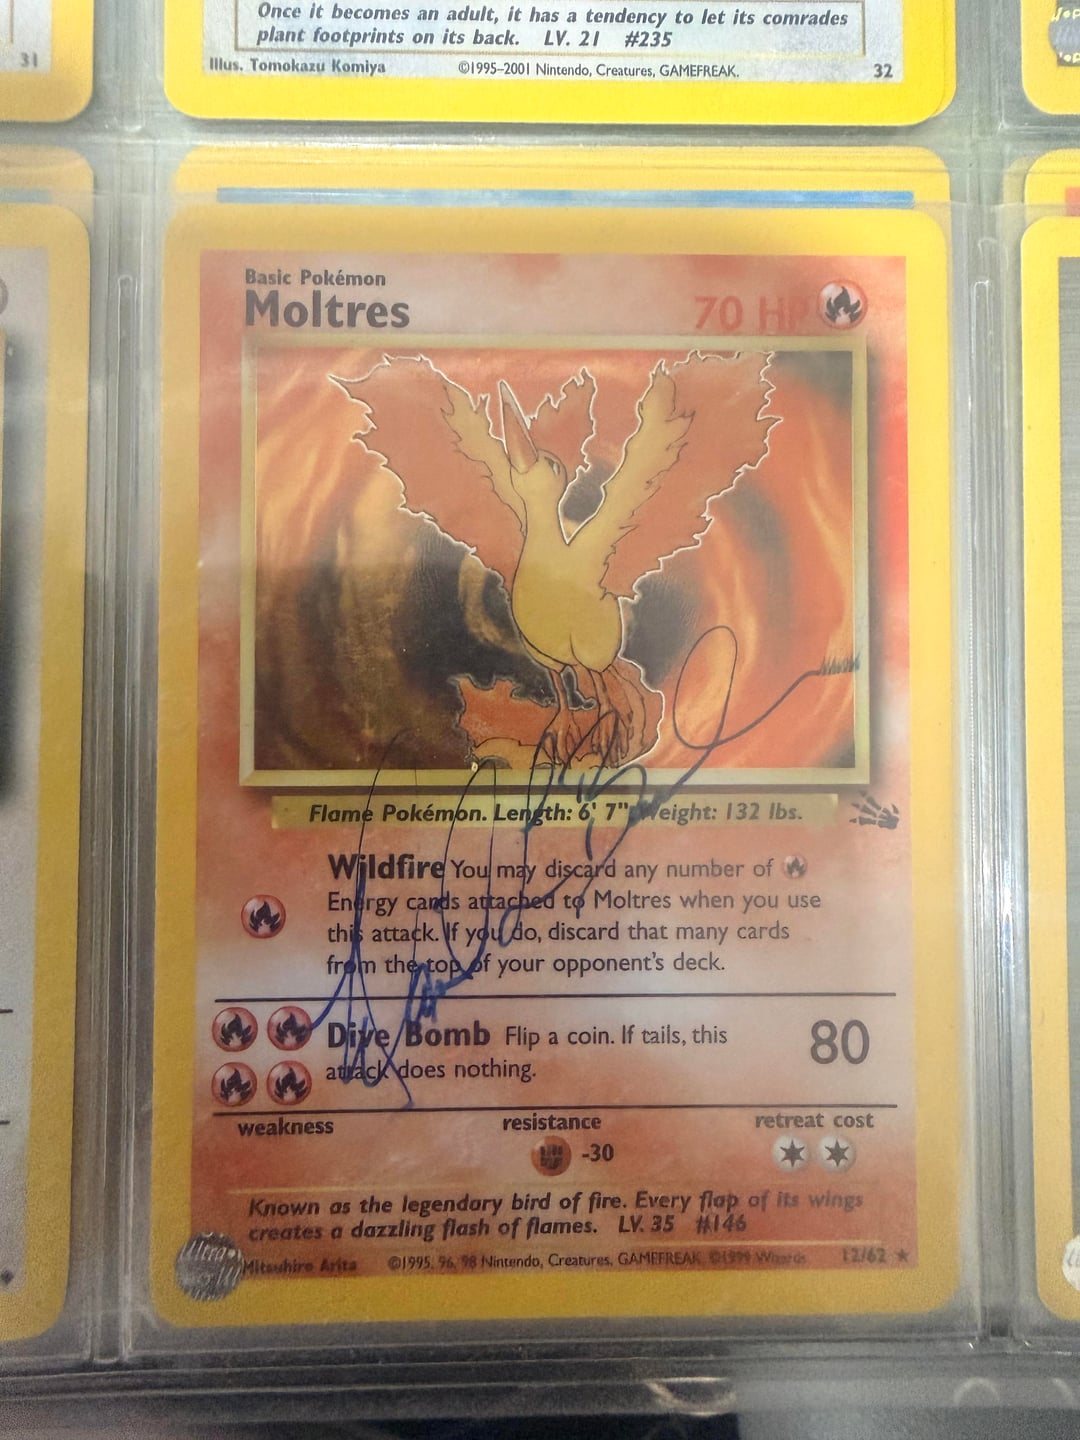 31
Once it becomes an adult, it has a tendency to let its comrades
plant footprints on its back. LV. 21 #235
Illus. Tomokazu Komiya ©1995–2001 Nintendo, Creatures, GAMEFREAK. 32
Basic Pokémon
Moltres 70 HP
Flame Pokémon. Length: 6' 7", Weight: 132 lbs.
Wildfire You may discard any number of
Energy cards attached to Moltres when you use
this attack. If you do, discard that many cards
from the top of your opponent's deck.
Dive Bomb Flip a coin. If tails, this 80
attack does nothing.
weakness resistance retreat cost
-30
Known as the legendary bird of fire. Every flap of its wings
creates a dazzling flash of flames. LV. 35 #146
Ultra
Mitsuhiro Arita ©1995, 96, 98 Nintendo, Creatures, GAMEFREAK. ©1999 Wizards 12/62 ★